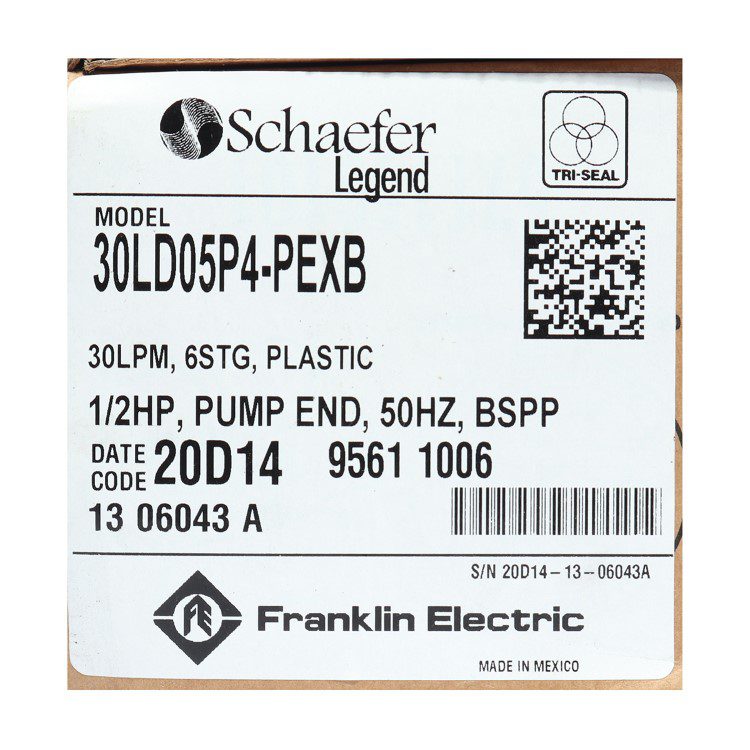 Schaefer
Legend
TRI-SEAL
MODEL
30LD05P4-PEXB
30LPM, 6STG, PLASTIC
1/2HP, PUMP END, 50HZ, BSPP
DATE CODE 20D14 9561 1006
13 06043 A
S/N 20D14-13-06043A
FE Franklin Electric
MADE IN MEXICO